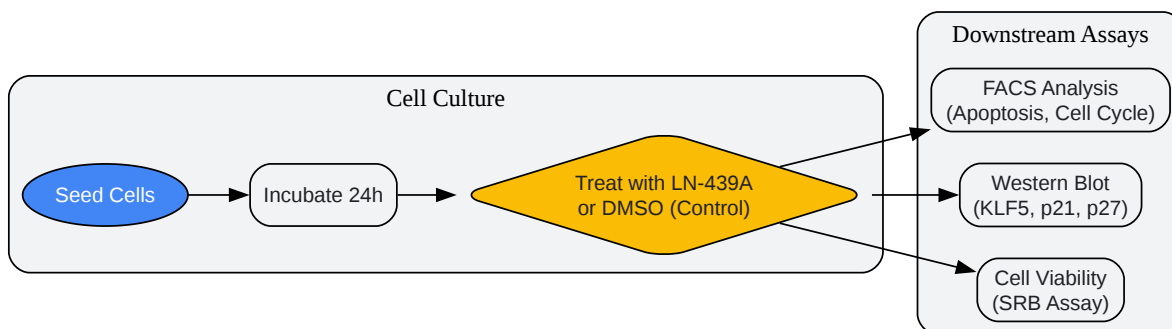 Cell Culture
Seed Cells
Incubate 24h
Treat with LN-439A
or DMSO (Control)
Downstream Assays
FACS Analysis
(Apoptosis, Cell Cycle)
Western Blot
(KLF5, p21, p27)
Cell Viability
(SRB Assay)